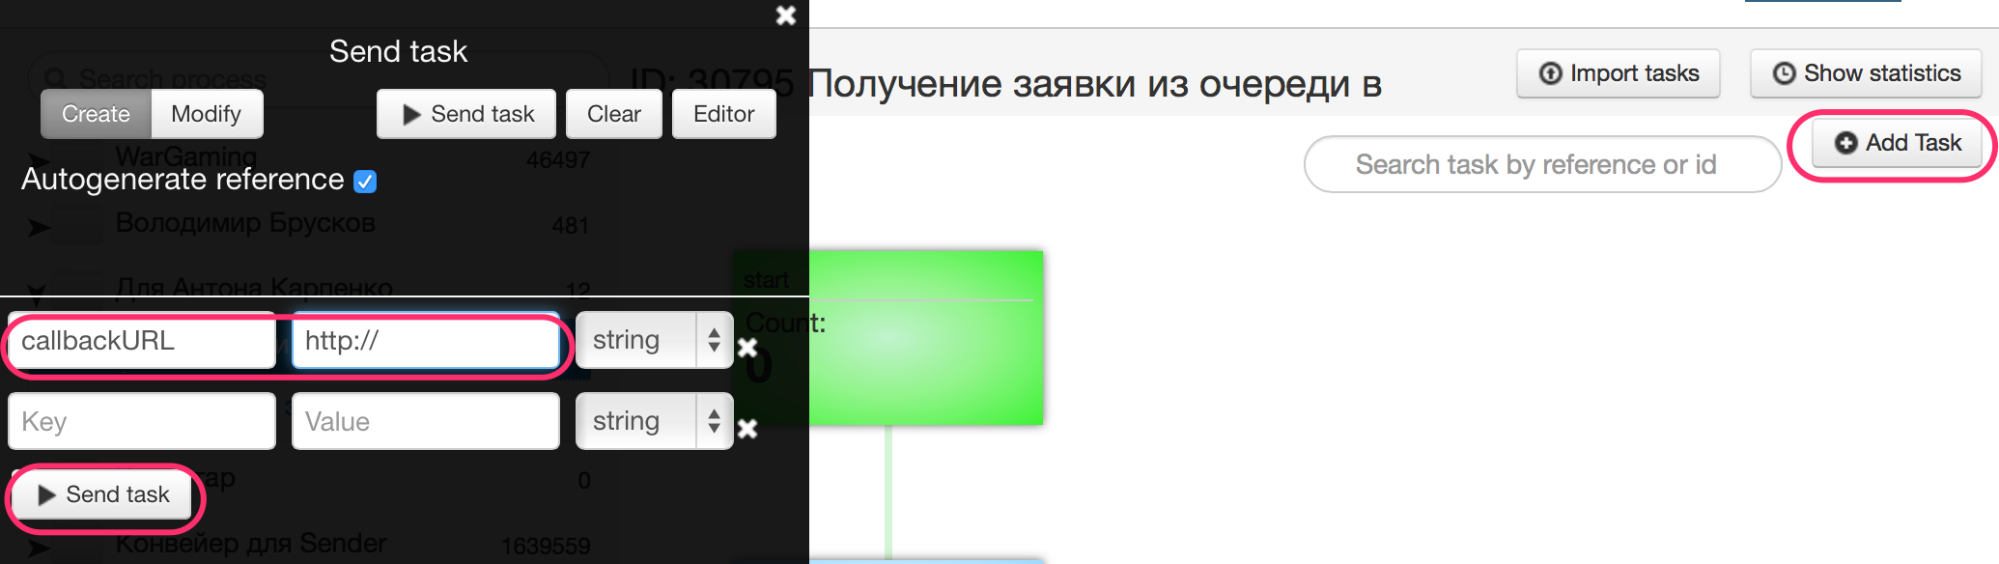 Send task
Search process
ID: 30795 Получение заявки из очереди в
Import tasks
Show statistics
Create
Modify
Send task
Clear
Editor
Add Task
Search task by reference or id
WarGaming 46497
Autogenerate reference
Володимир Брусков 481
Для Антона Карпенко 12
start
callbackURL
http://
string
Count:
0
Key
Value
string
Send task
0
Конвейер для Sender 1639559